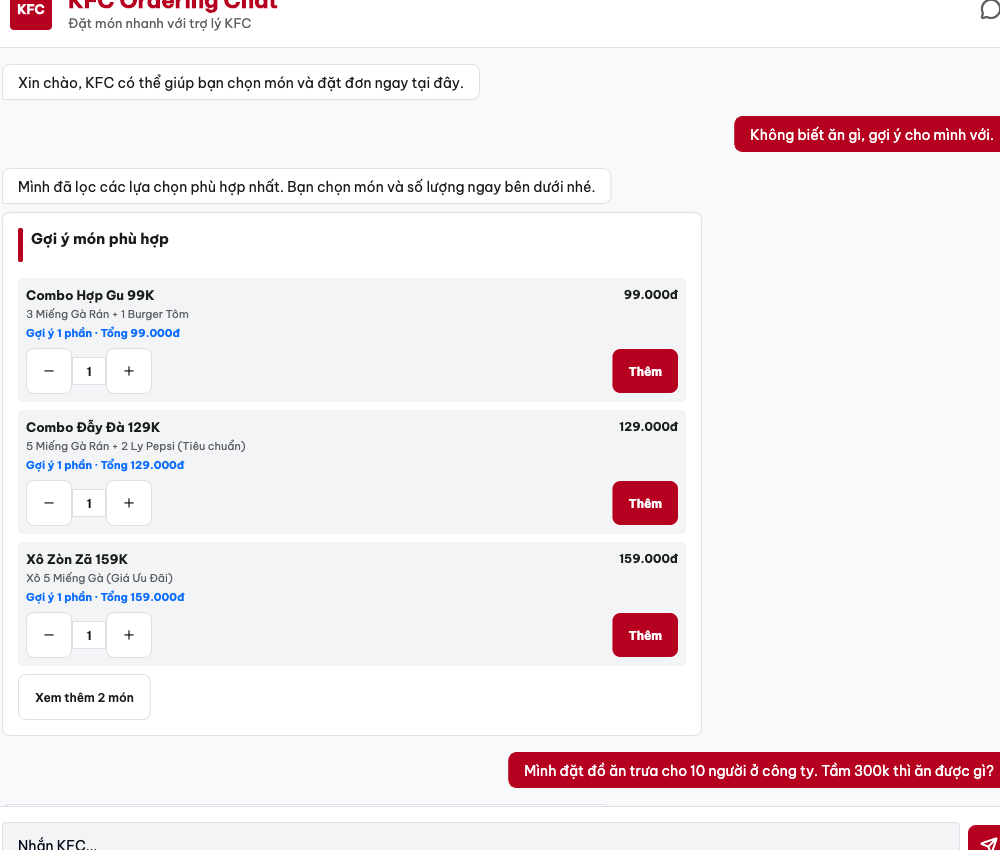 KFC
KFC Ordering Chat
Đặt món nhanh với trợ lý KFC
Xin chào, KFC có thể giúp bạn chọn món và đặt đơn ngay tại đây.
Không biết ăn gì, gợi ý cho mình với.
Mình đã lọc các lựa chọn phù hợp nhất. Bạn chọn món và số lượng ngay bên dưới nhé.
Gợi ý món phù hợp
Combo Hợp Gu 99K
99.000đ
3 Miếng Gà Rán + 1 Burger Tôm
Gợi ý 1 phần · Tổng 99.000đ
− 1 +
Thêm
Combo Đẫy Đà 129K
129.000đ
5 Miếng Gà Rán + 2 Ly Pepsi (Tiêu chuẩn)
Gợi ý 1 phần · Tổng 129.000đ
− 1 +
Thêm
Xô Zòn Zã 159K
159.000đ
Xô 5 Miếng Gà (Giá Ưu Đãi)
Gợi ý 1 phần · Tổng 159.000đ
− 1 +
Thêm
Xem thêm 2 món
Mình đặt đồ ăn trưa cho 10 người ở công ty. Tầm 300k thì ăn được gì?
Nhắn KFC...